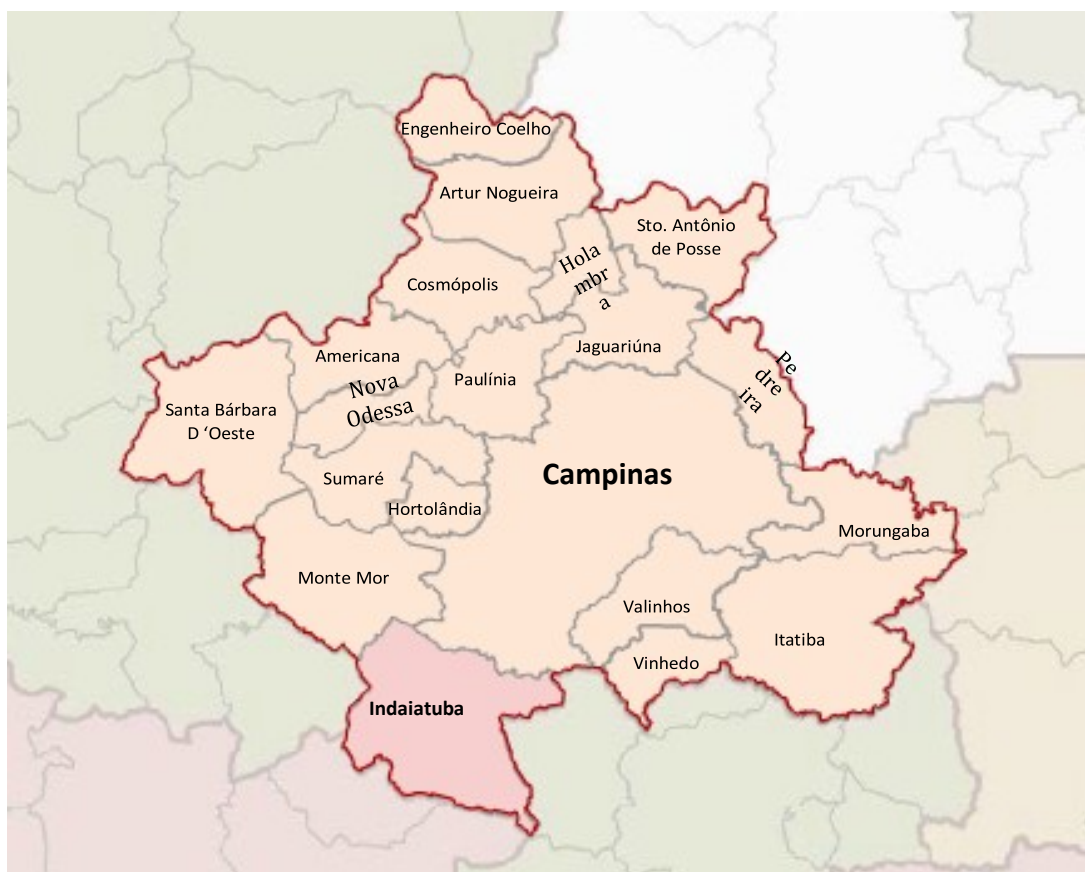 Engenheiro Coelho
Artur Nogueira
Sto. Antônio
de Posse
Hola
mbr
a
Cosmópolis
Jaguariúna
Americana
Pe
dre
ira
Paulínia
Nova
Odessa
Santa Bárbara
D ‘Oeste
Campinas
Sumaré
Hortolândia
Morungaba
Monte Mor
Valinhos
Itatiba
Vinhedo
Indaiatuba